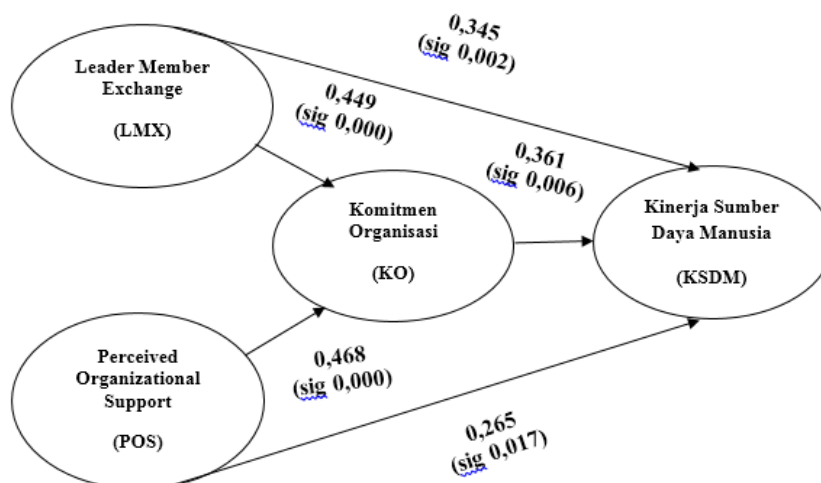 0,345
(sig 0,002)
Leader Member
Exchange
(LMX)
0,449
(sig 0,000)
0,361
(sig 0,006)
Komitmen
Organisasi
(KO)
Kinerja Sumber
Daya Manusia
(KSDM)
Perceived
Organizational
Support
(POS)
0,468
(sig 0,000)
0,265
(sig 0,017)